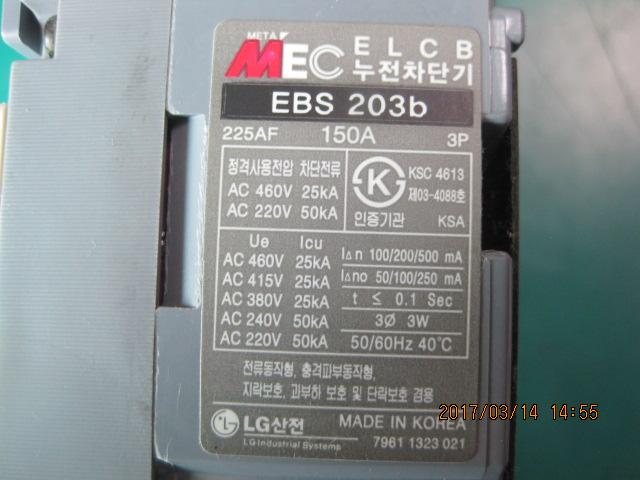 META
MEC ELCB
누전차단기
EBS 203b
225AF 150A 3P
정격사용전압 차단전류
AC 460V 25kA
AC 220V 50kA
K
KSC 4613
제03-4088호
인증기관 KSA
Ue Icu
AC 460V 25kA
AC 415V 25kA
AC 380V 25kA
AC 240V 50kA
AC 220V 50kA
I△n 100/200/500 mA
I△no 50/100/250 mA
t ≤ 0.1 Sec
3Ø 3W
50/60Hz 40℃
전류동작형, 충격파부동작형,
지락보호, 과부하 보호 및 단락보호 겸용
LG산전
LG Industrial Systems
MADE IN KOREA
7961 1323 021
2017/03/14 14:55